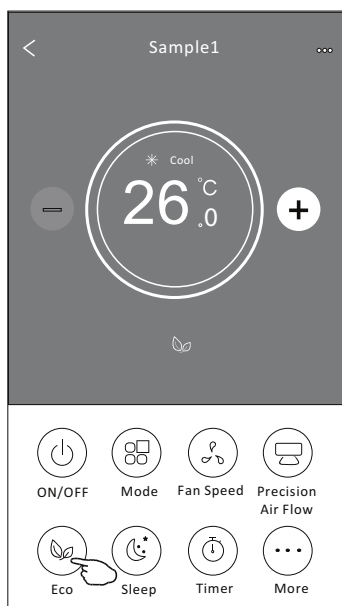 Sample1
Cool
26.0 °C
ON/OFF Mode Fan Speed Precision
Air Flow
Eco Sleep Timer More